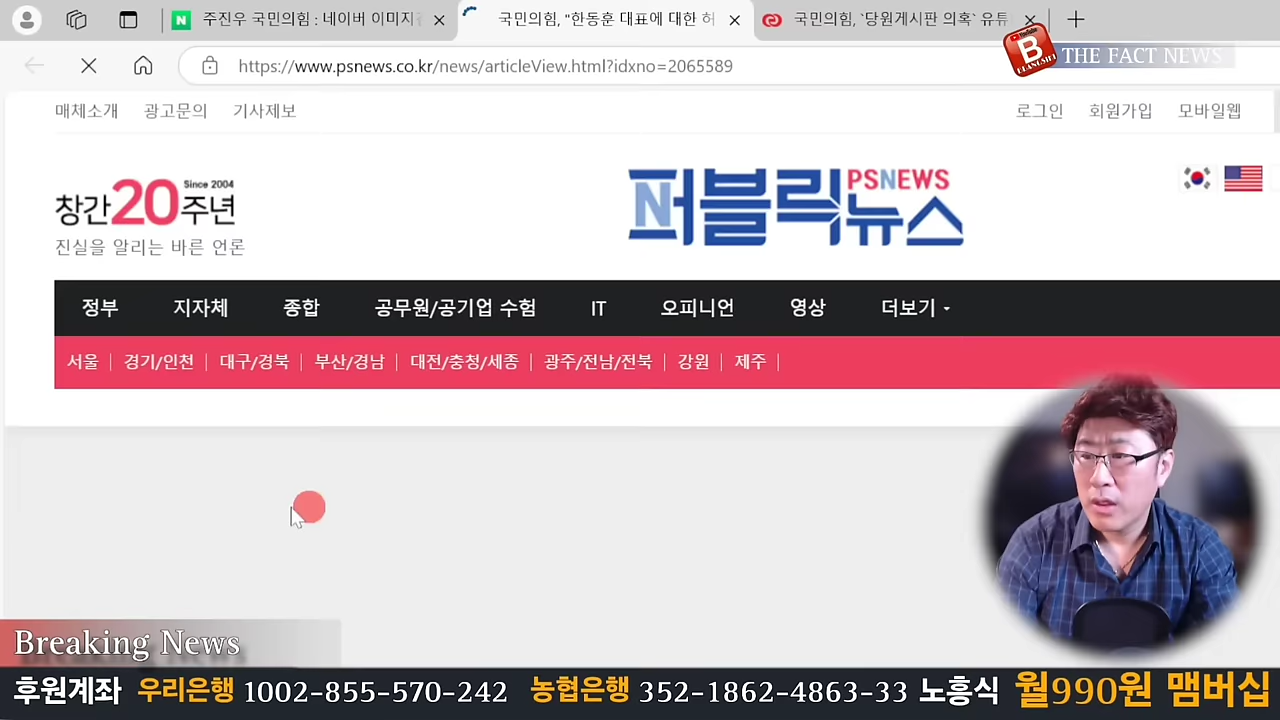 주진우 국민의힘 : 네이버 이미지검
국민의힘, "한동훈 대표에 대한 허
국민의힘, `당원게시판 의혹` 유튜
https://www.psnews.co.kr/news/articleView.html?idxno=2065589
B
THE FACT NEWS
매체소개 광고문의 기사제보
로그인 회원가입 모바일웹
Since 2004
창간20주년
진실을 알리는 바른 언론
퍼블릭뉴스 PSNEWS
정부 지자체 종합 공무원/공기업 수험 IT 오피니언 영상 더보기
서울 | 경기/인천 | 대구/경북 | 부산/경남 | 대전/충청/세종 | 광주/전남/전북 | 강원 | 제주 |
Breaking News
후원계좌 우리은행 1002-855-570-242 농협은행 352-1862-4863-33 노흥식 월990원 맴버십